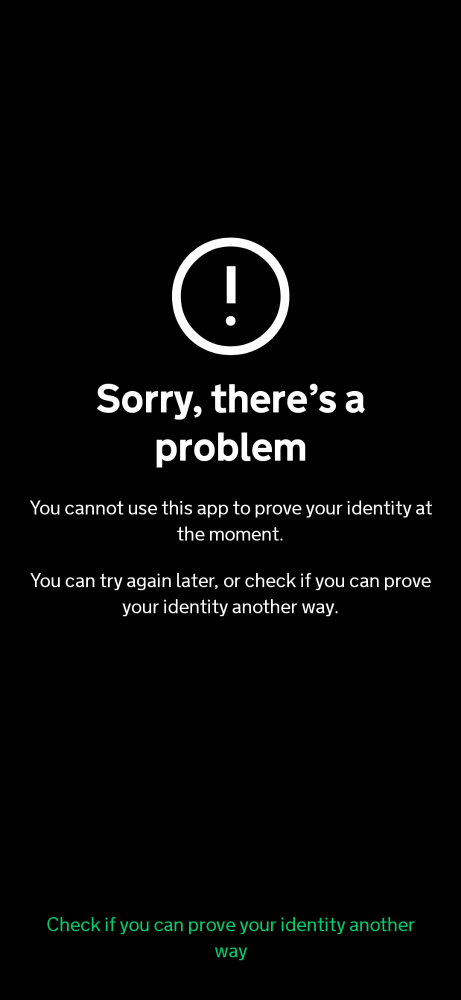 Sorry, there’s a
problem
You cannot use this app to prove your identity at
the moment.
You can try again later, or check if you can prove
your identity another way.
Check if you can prove your identity another
way